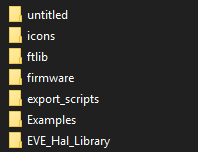 untitled
icons
ftlib
firmware
export_scripts
Examples
EVE_Hal_Library